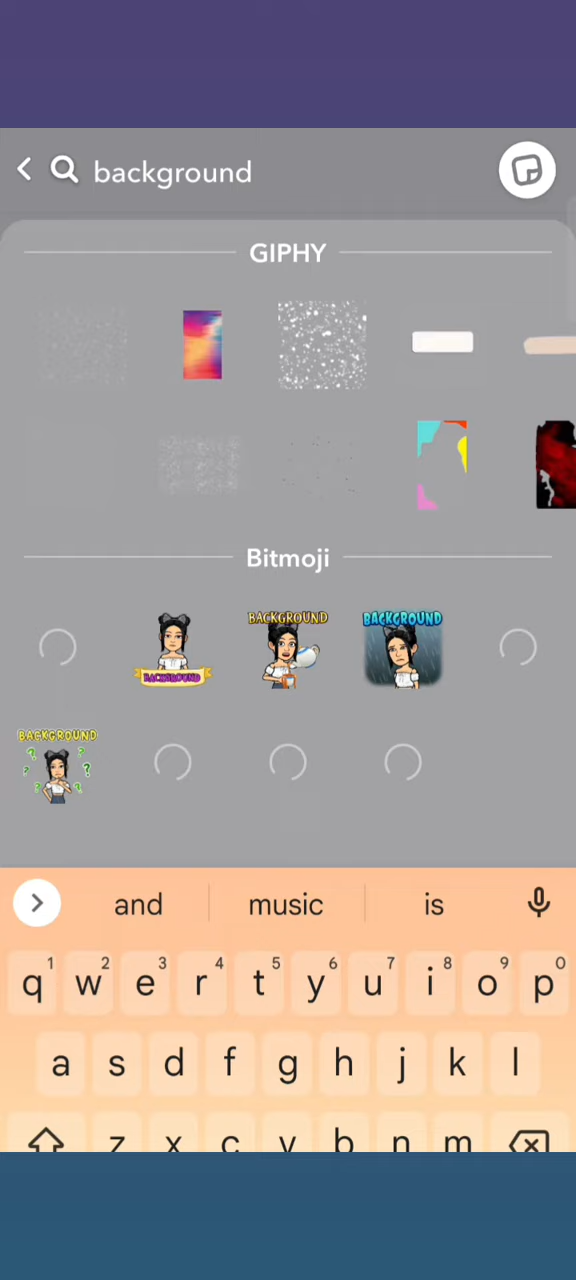 background
GIPHY
Bitmoji
BACKGROUND
BACKGROUND
BACKGROUND
BACKGROUND
? ? ? ? ? ?
and music is
1 2 3 4 5 6 7 8 9 0
q w e r t y u i o p
a s d f g h j k l
z x c v b n m